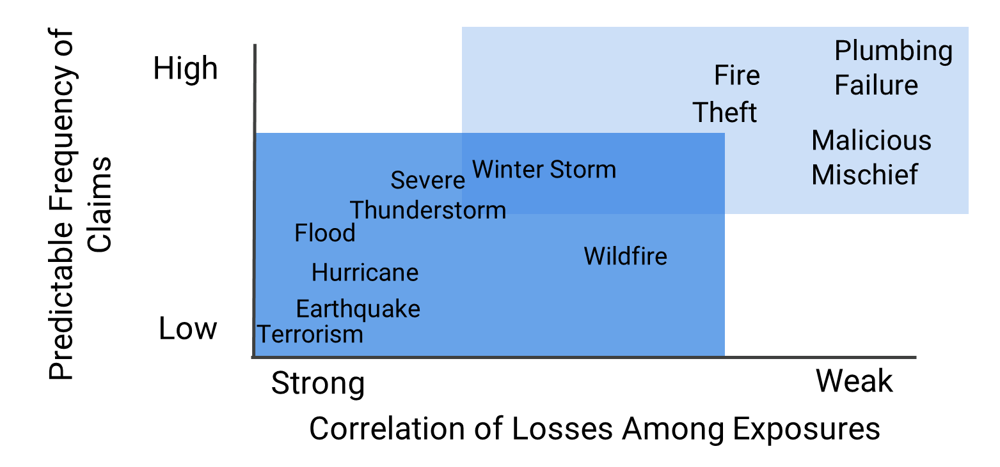 Predictable Frequency of
Claims
High
Low
Plumbing
Failure
Fire
Theft
Malicious
Mischief
Winter Storm
Severe
Thunderstorm
Flood
Wildfire
Hurricane
Earthquake
Terrorism
Strong
Weak
Correlation of Losses Among Exposures